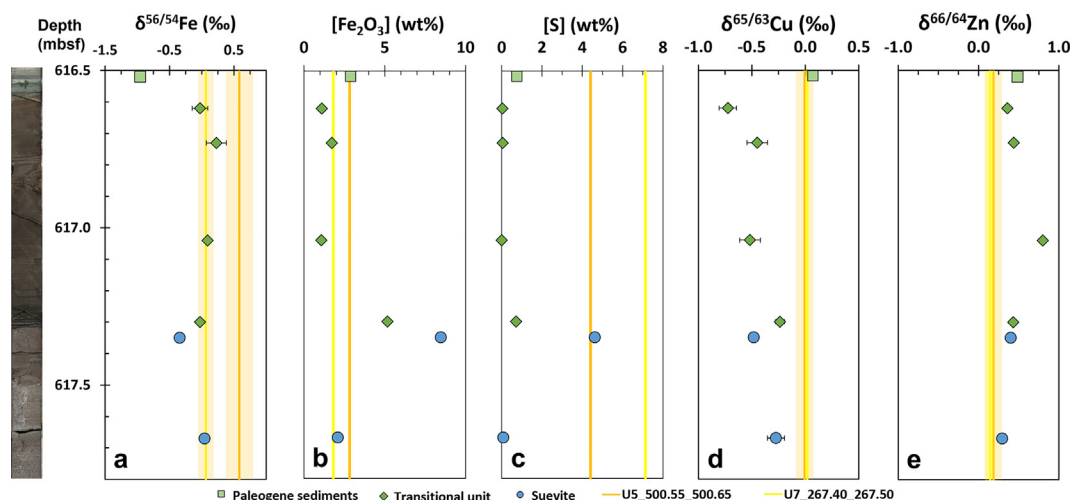 Depth (mbsf)
δ56/54Fe (‰) [Fe2O3] (wt%) [S] (wt%) δ65/63Cu (‰) δ66/64Zn (‰)
-1.5 -0.5 0.5 0 5 10 0 2 4 6 8 -1.0 -0.5 0.0 0.5 -1.0 0.0 1.0
616.5
617.0
617.5
a b c d e
Paleogene sediments Transitional unit Suevite U5_500.55_500.65 U7_267.40_267.50